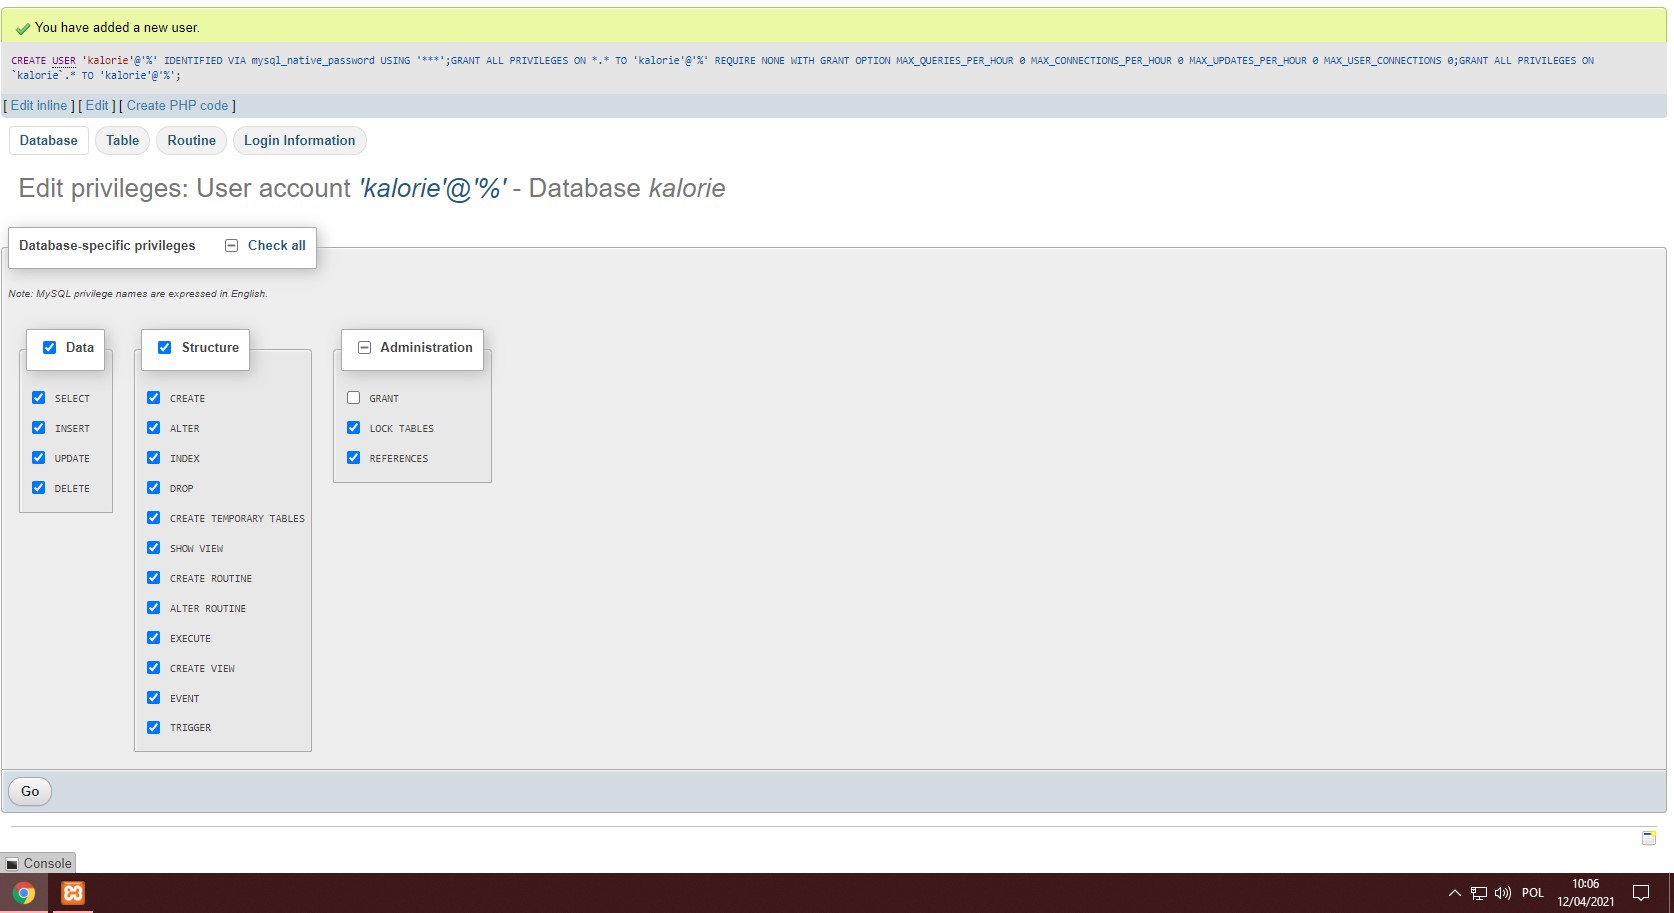 You have added a new user.
CREATE USER 'kalorie'@'%' IDENTIFIED VIA mysql_native_password USING '***';GRANT ALL PRIVILEGES ON *.* TO 'kalorie'@'%' REQUIRE NONE WITH GRANT OPTION MAX_QUERIES_PER_HOUR 0 MAX_CONNECTIONS_PER_HOUR 0 MAX_UPDATES_PER_HOUR 0 MAX_USER_CONNECTIONS 0;GRANT ALL PRIVILEGES ON
`kalorie`.* TO 'kalorie'@'%';
[ Edit inline ] [ Edit ] [ Create PHP code ]
Database Table Routine Login Information
Edit privileges: User account 'kalorie'@'%' - Database kalorie
Database-specific privileges Check all
Note: MySQL privilege names are expressed in English.
Data
SELECT
INSERT
UPDATE
DELETE
Structure
CREATE
ALTER
INDEX
DROP
CREATE TEMPORARY TABLES
SHOW VIEW
CREATE ROUTINE
ALTER ROUTINE
EXECUTE
CREATE VIEW
EVENT
TRIGGER
Administration
GRANT
LOCK TABLES
REFERENCES
Go
Console
POL
10:06
12/04/2021